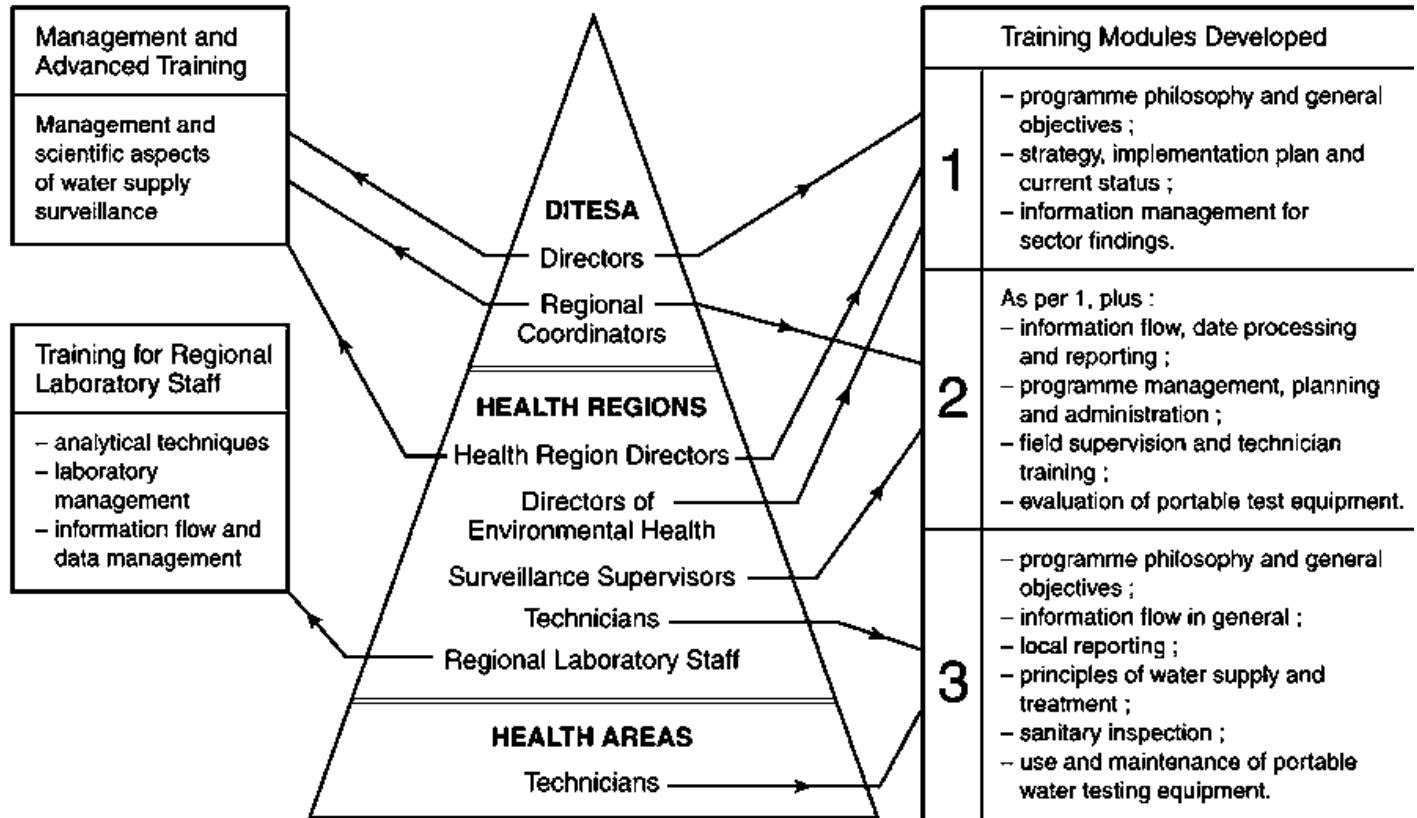 Management and
Advanced Training
Management and
scientific aspects
of water supply
surveillance
Training for Regional
Laboratory Staff
– analytical techniques
– laboratory
management
– information flow and
data management
DITESA
Directors
Regional
Coordinators
HEALTH REGIONS
Health Region Directors
Directors of
Environmental Health
Surveillance Supervisors
Technicians
Regional Laboratory Staff
HEALTH AREAS
Technicians
Training Modules Developed
1
– programme philosophy and general
objectives ;
– strategy, implementation plan and
current status ;
– information management for
sector findings.
2
As per 1, plus :
– information flow, date processing
and reporting ;
– programme management, planning
and administration ;
– field supervision and technician
training ;
– evaluation of portable test equipment.
3
– programme philosophy and general
objectives ;
– information flow in general ;
– local reporting ;
– principles of water supply and
treatment ;
– sanitary inspection ;
– use and maintenance of portable
water testing equipment.